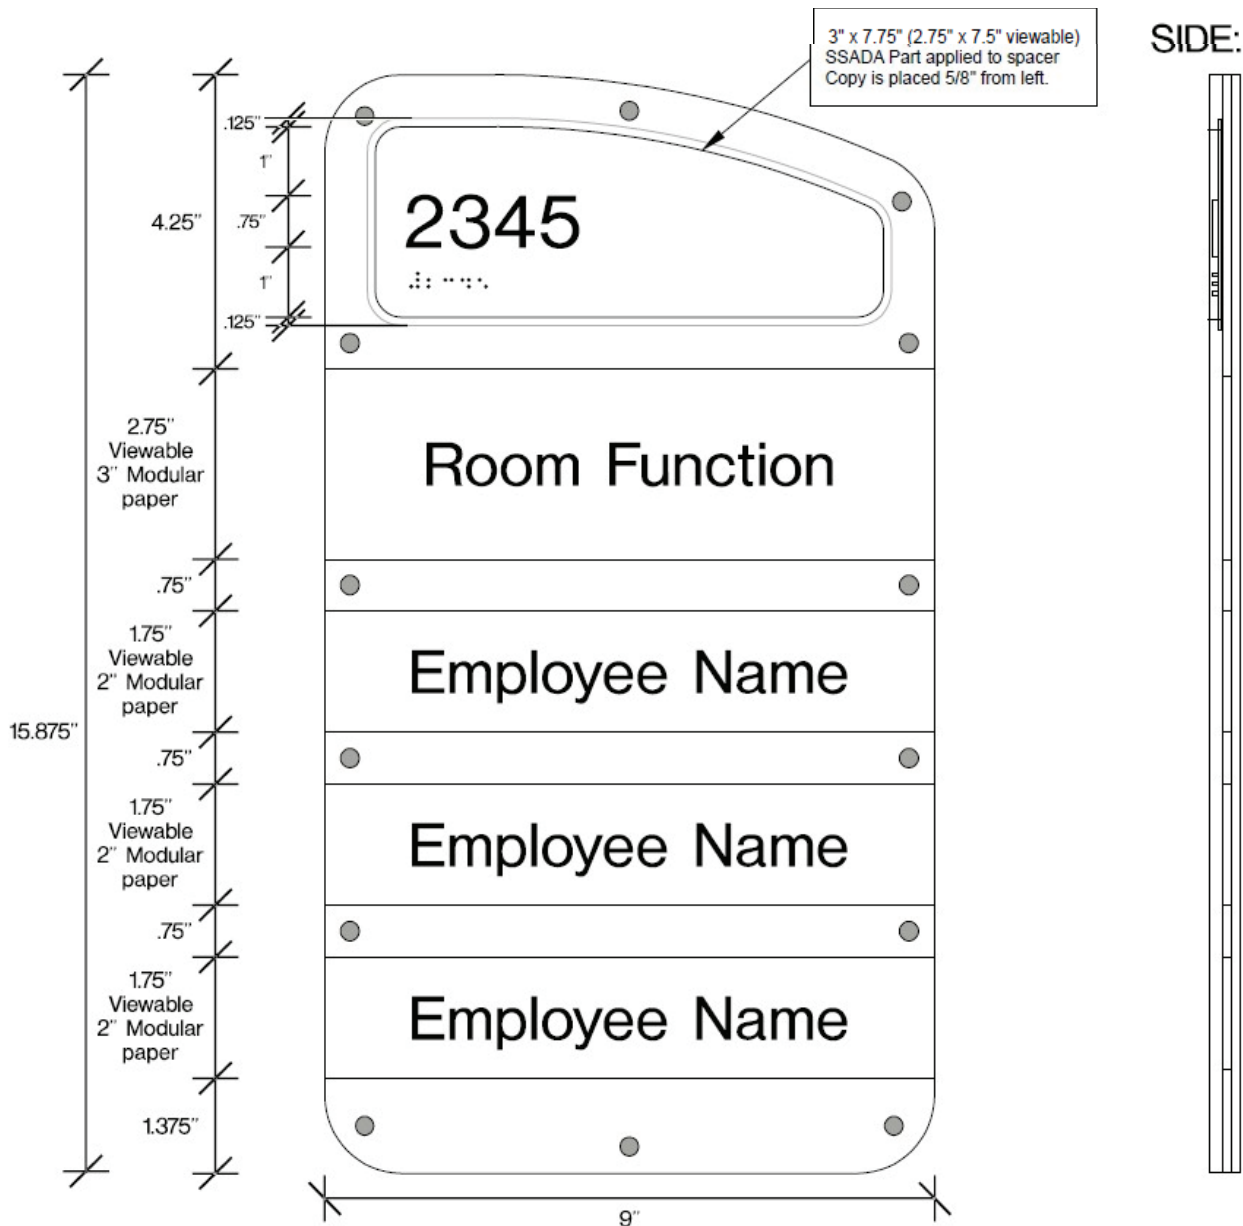 3" x 7.75" (2.75" x 7.5" viewable)
SSADA Part applied to spacer
Copy is placed 5/8" from left.
SIDE:
.125"
1"
4.25"
.75"
2345
⠼⠃⠒⠲⠢
1"
.125"
2.75"
Viewable
3" Modular
paper
Room Function
.75"
1.75"
Viewable
2" Modular
paper
Employee Name
15.875"
.75"
1.75"
Viewable
2" Modular
paper
Employee Name
.75"
1.75"
Viewable
2" Modular
paper
Employee Name
1.375"
9"